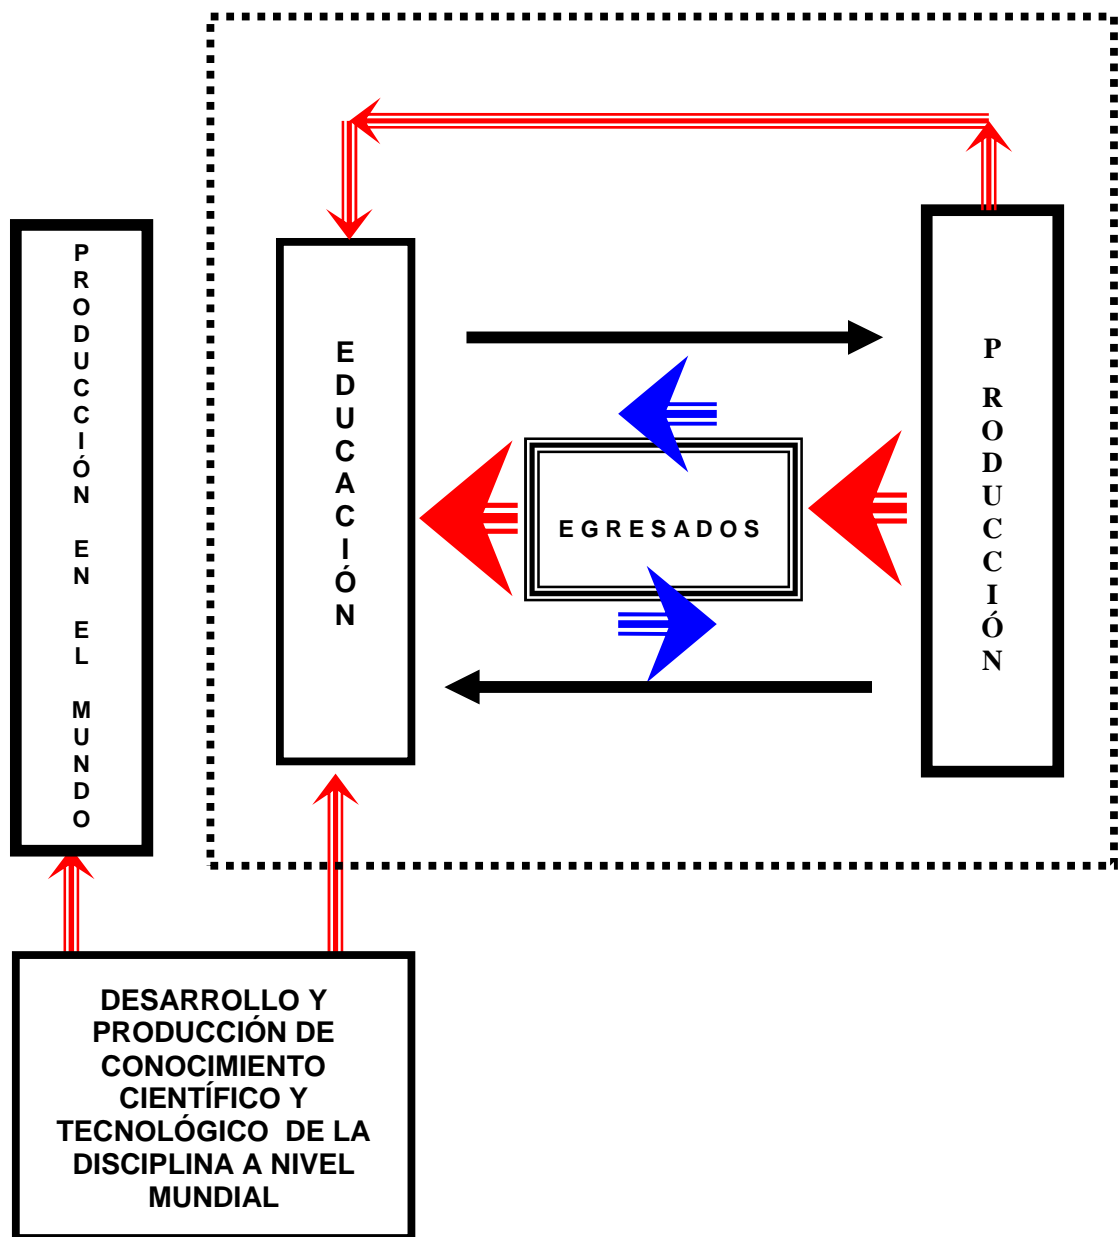 PRODUCCIÓN EN EL MUNDO
EDUCACIÓN
EGRESADOS
PRODUCCIÓN
DESARROLLO Y
PRODUCCIÓN DE
CONOCIMIENTO
CIENTÍFICO Y
TECNOLÓGICO DE LA
DISCIPLINA A NIVEL
MUNDIAL